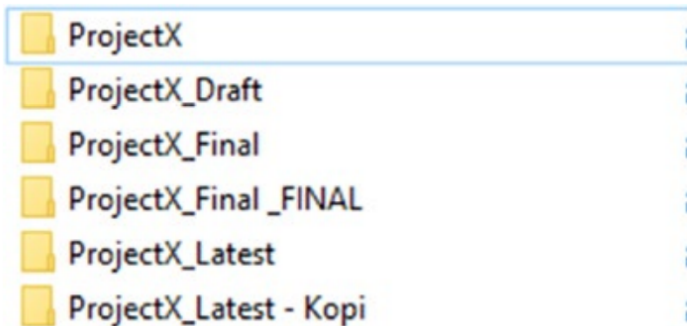 ProjectX
ProjectX_Draft
ProjectX_Final
ProjectX_Final _FINAL
ProjectX_Latest
ProjectX_Latest - Kopi